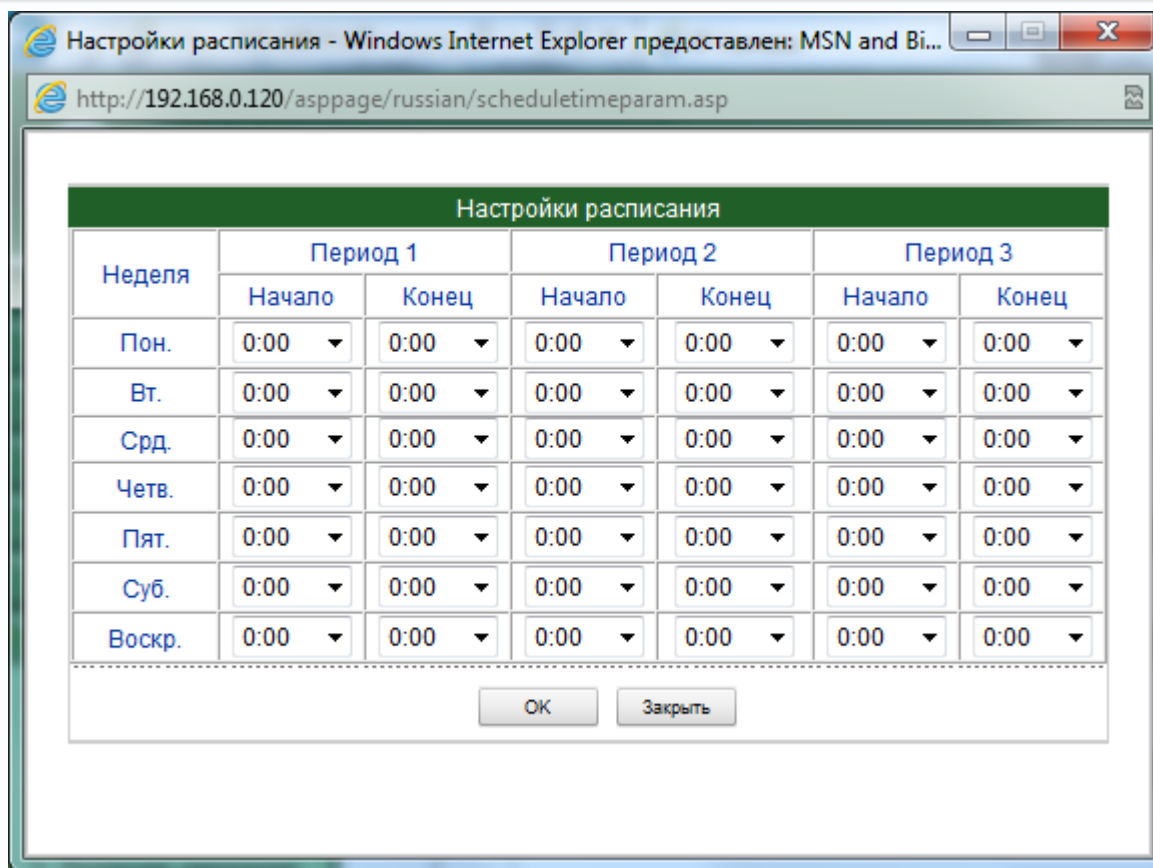 Настройки расписания - Windows Internet Explorer предоставлен: MSN and Bi...
http://192.168.0.120/asppage/russian/scheduletimeparam.asp
Настройки расписания
Неделя Период 1 Период 2 Период 3
Начало Конец Начало Конец Начало Конец
Пон. 0:00 0:00 0:00 0:00 0:00 0:00
Вт. 0:00 0:00 0:00 0:00 0:00 0:00
Срд. 0:00 0:00 0:00 0:00 0:00 0:00
Четв. 0:00 0:00 0:00 0:00 0:00 0:00
Пят. 0:00 0:00 0:00 0:00 0:00 0:00
Суб. 0:00 0:00 0:00 0:00 0:00 0:00
Воскр. 0:00 0:00 0:00 0:00 0:00 0:00
OK Закрыть